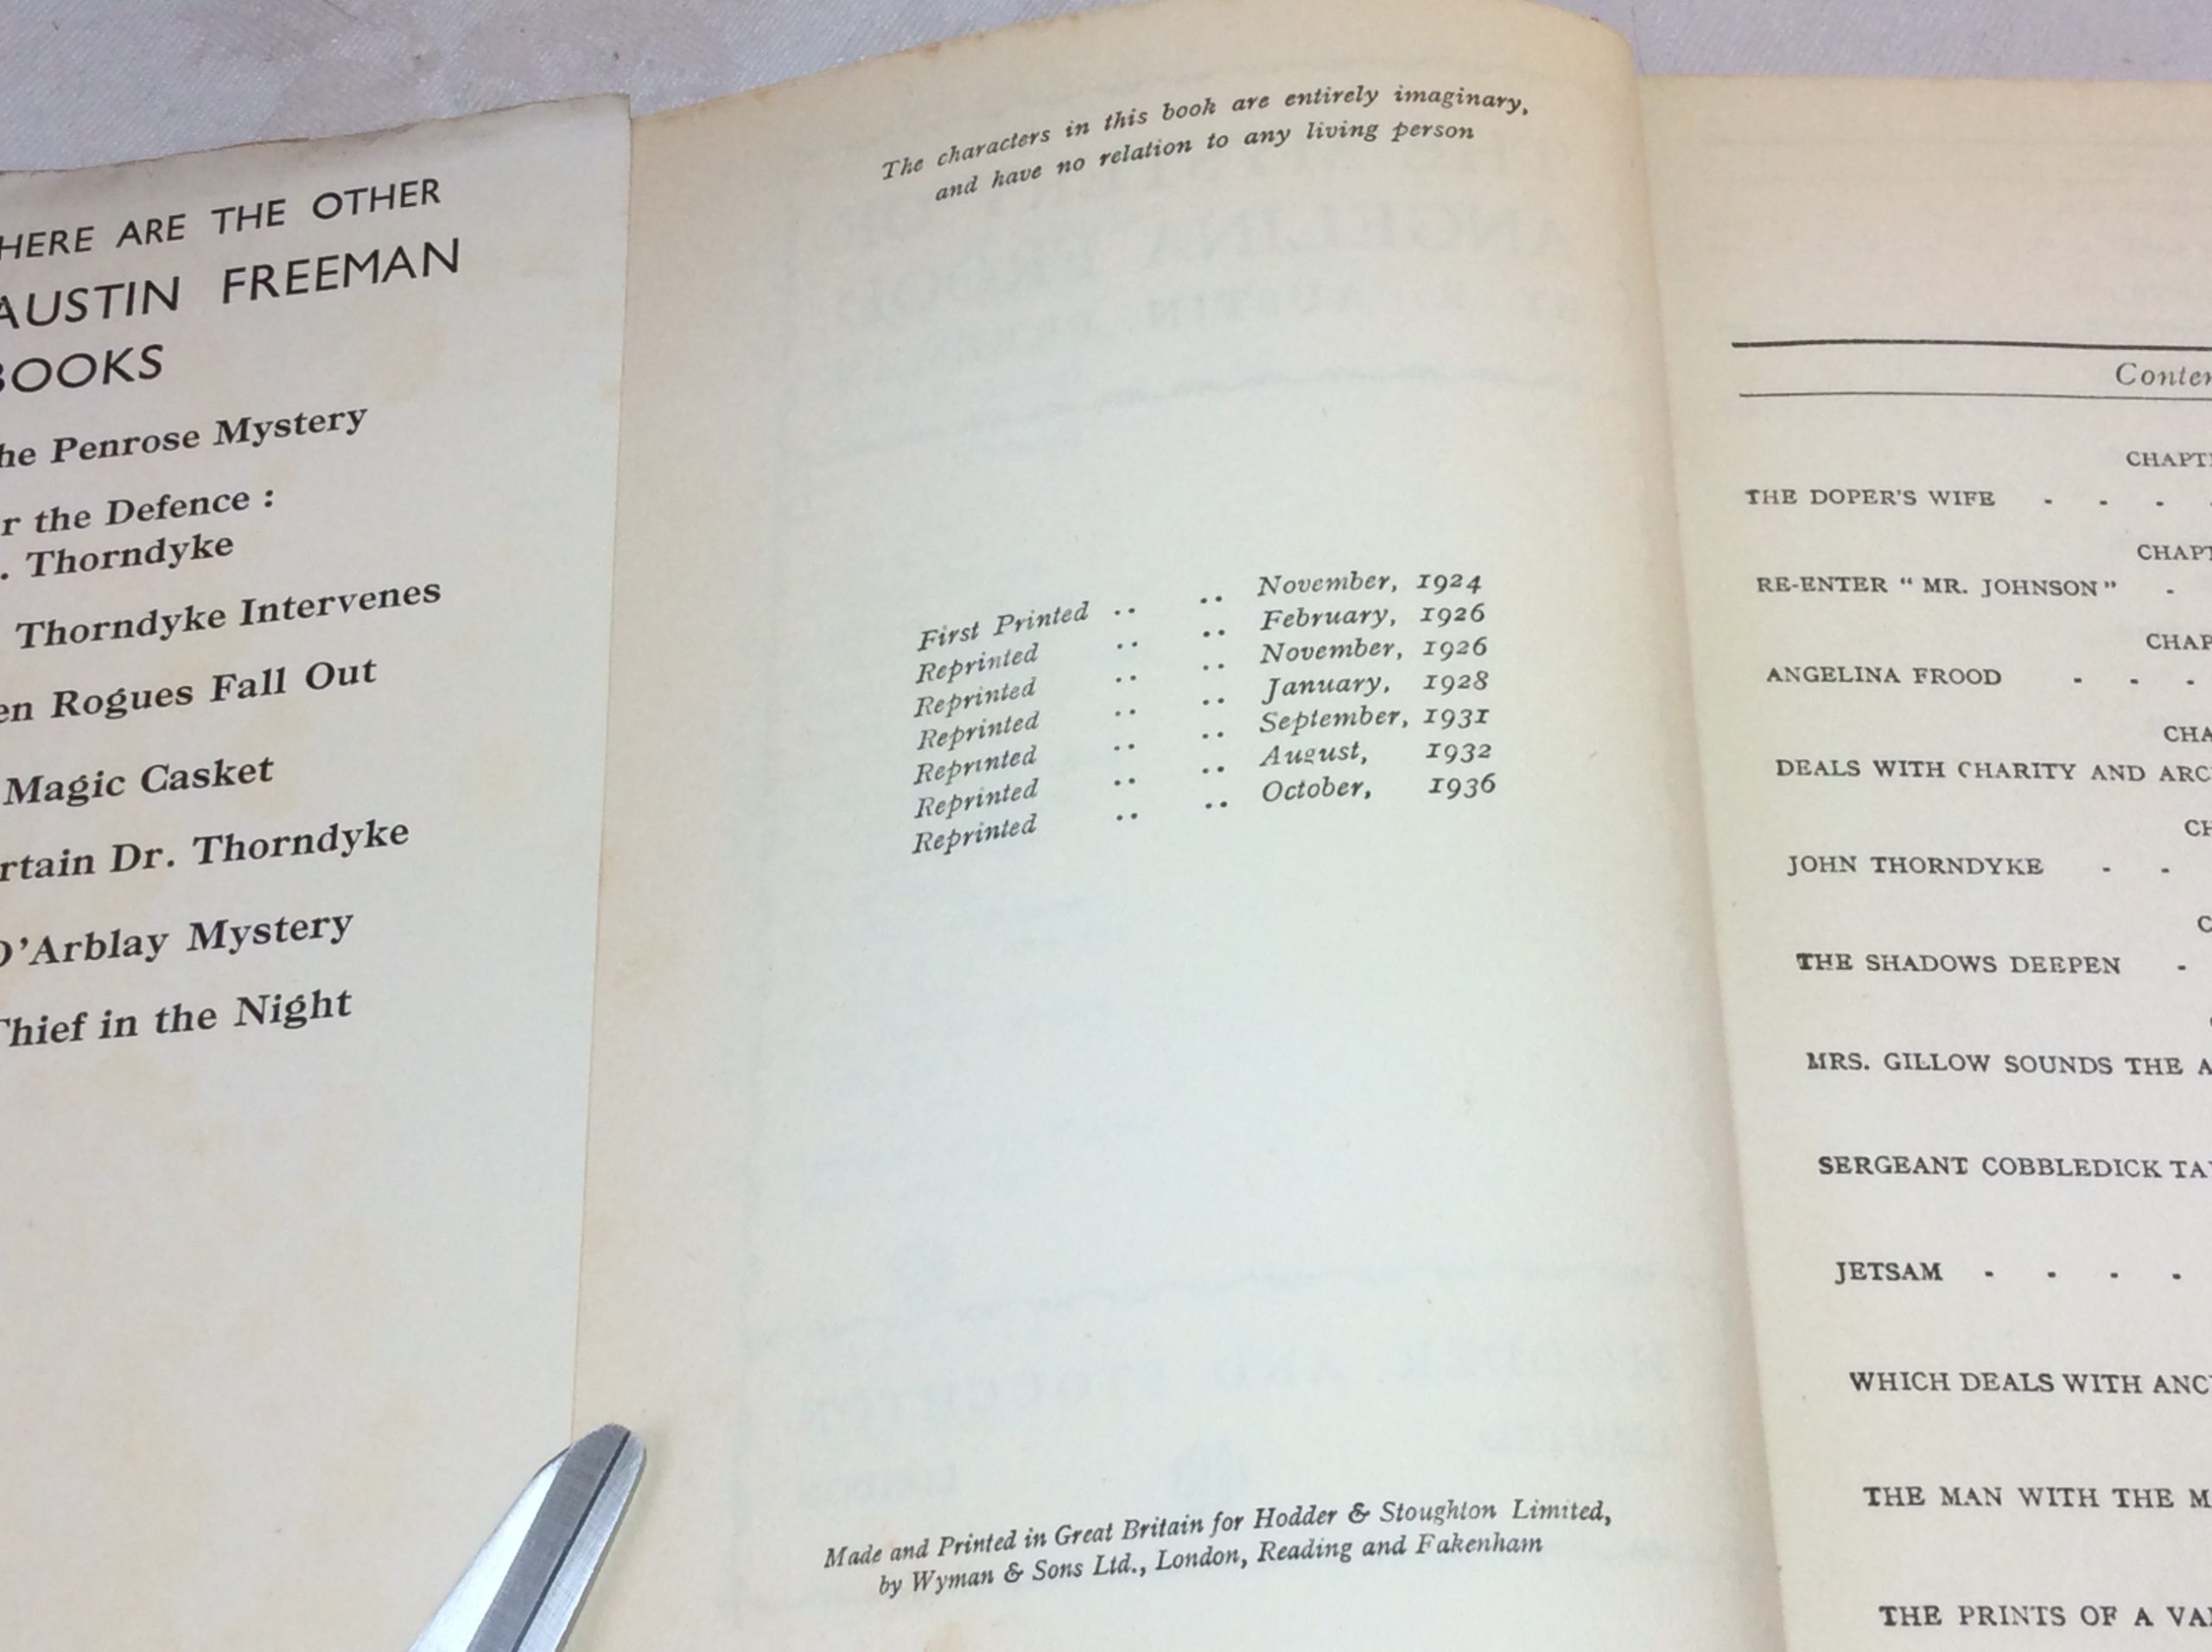 HERE ARE THE OTHER
AUSTIN FREEMAN
BOOKS
he Penrose Mystery
r the Defence :
. Thorndyke
Thorndyke Intervenes
en Rogues Fall Out
Magic Casket
rtain Dr. Thorndyke
D'Arblay Mystery
Thief in the Night
The characters in this book are entirely imaginary,
and have no relation to any living person
First Printed .. .. November, 1924
Reprinted .. .. February, 1926
Reprinted .. .. November, 1926
Reprinted .. .. January, 1928
Reprinted .. .. September, 1931
Reprinted .. .. August, 1932
Reprinted .. .. October, 1936
Made and Printed in Great Britain for Hodder & Stoughton Limited,
by Wyman & Sons Ltd., London, Reading and Fakenham
Conten
CHAPTE
THE DOPER'S WIFE - - -
CHAPT
RE-ENTER “ MR. JOHNSON ” -
CHAP
ANGELINA FROOD - - -
CHA
DEALS WITH CHARITY AND ARC
CH
JOHN THORNDYKE - -
C
THE SHADOWS DEEPEN -
MRS. GILLOW SOUNDS THE A
SERGEANT COBBLEDICK TA
JETSAM - - - -
WHICH DEALS WITH ANC
THE MAN WITH THE M
THE PRINTS OF A VA